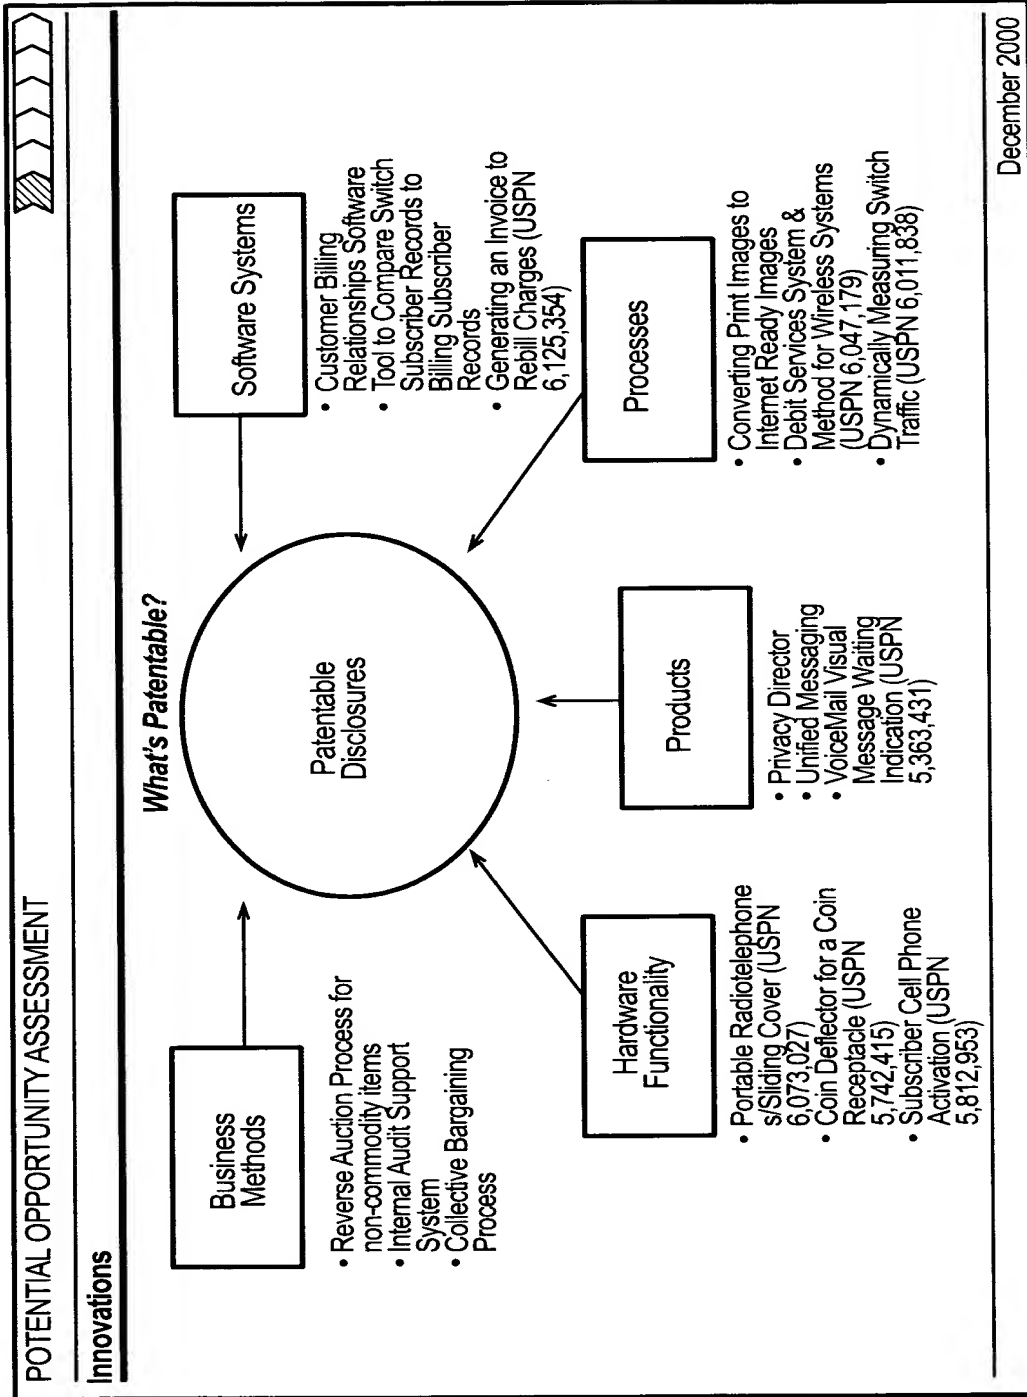 POTENTIAL OPPORTUNITY ASSESSMENT
Innovations
What's Patentable?
Business
Methods
• Reverse Auction Process for
non-commodity items
• Internal Audit Support
System
• Collective Bargaining
Process
Patentable
Disclosures
Software Systems
• Customer Billing
Relationships Software
• Tool to Compare Switch
Subscriber Records to
Billing Subscriber
Records
• Generating an Invoice to
Rebill Charges (USPN
6,125,354)
Hardware
Functionality
• Portable Radiotelephone
s/Sliding Cover (USPN
6,073,027)
• Coin Deflector for a Coin
Receptacle (USPN
5,742,415)
• Subscriber Cell Phone
Activation (USPN
5,812,953)
Products
• Privacy Director
• Unified Messaging
• VoiceMail Visual
Message Waiting
Indication (USPN
5,363,431)
Processes
• Converting Print Images to
Internet Ready Images
• Debit Services System &
Method for Wireless Systems
(USPN 6,047,179)
• Dynamically Measuring Switch
Traffic (USPN 6,011,838)
December 2000